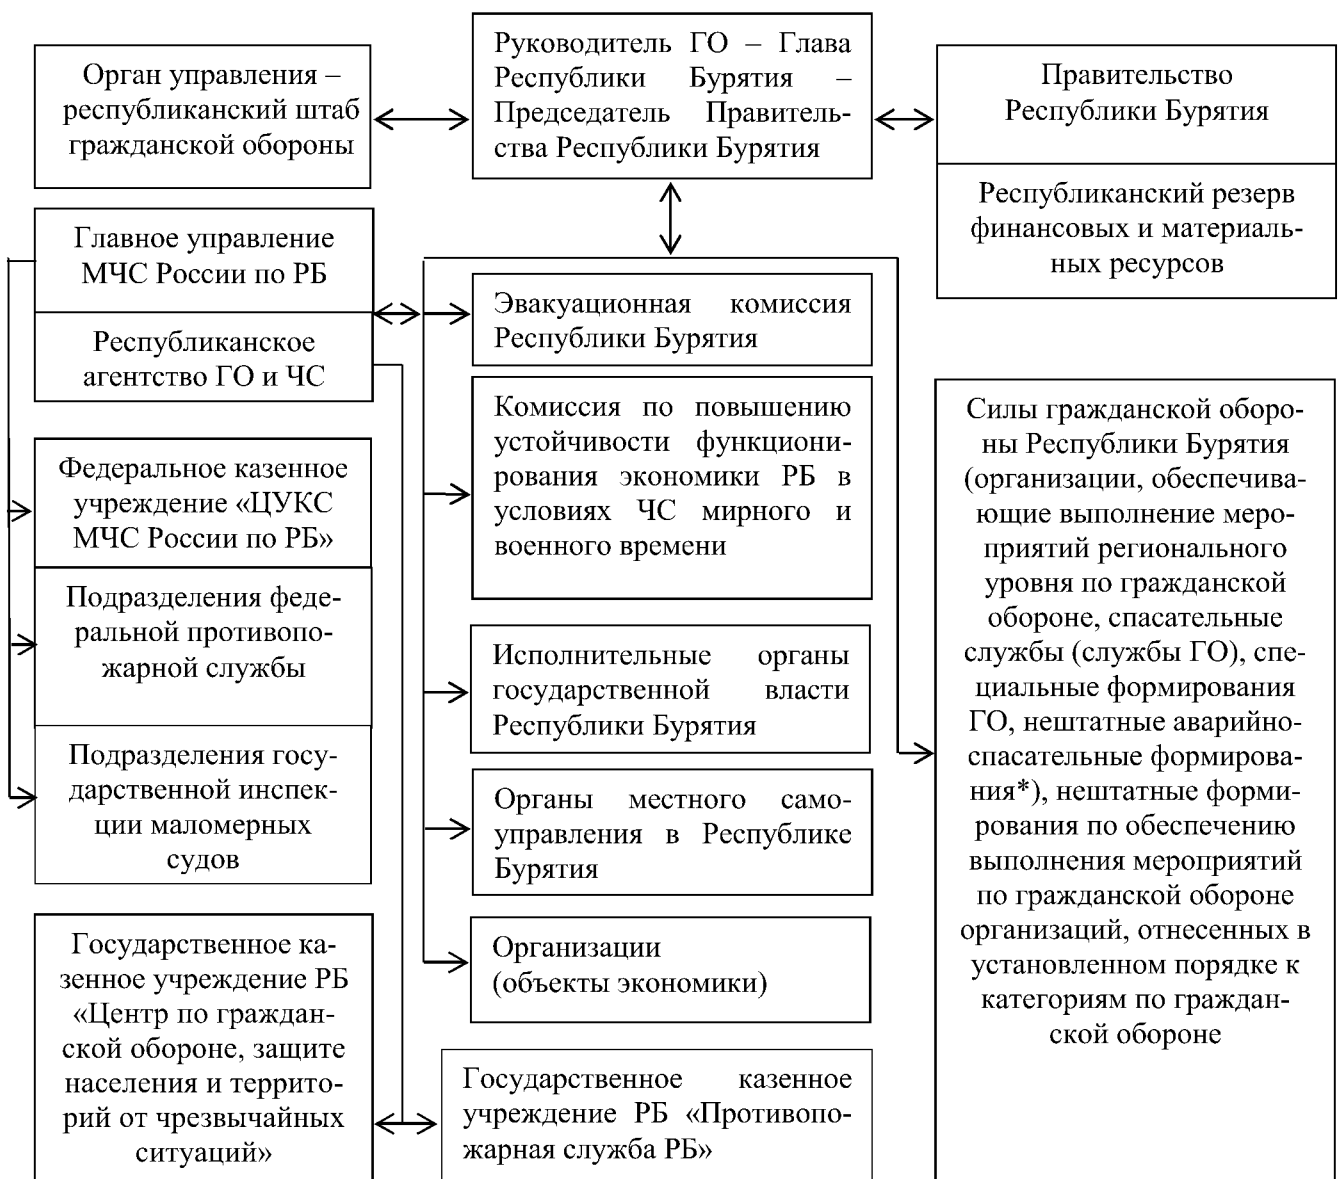 Орган управления –
республиканский штаб
гражданской обороны
Руководитель ГО – Глава
Республики Бурятия –
Председатель Правитель-
ства Республики Бурятия
Правительство
Республики Бурятия
Республиканский резерв
финансовых и материаль-
ных ресурсов
Главное управление
МЧС России по РБ
Республиканское
агентство ГО и ЧС
Федеральное казенное
учреждение «ЦУКС
МЧС России по РБ»
Подразделения феде-
ральной противопо-
жарной службы
Подразделения госу-
дарственной инспек-
ции маломерных
судов
Государственное ка-
зенное учреждение РБ
«Центр по граждан-
ской обороне, защите
населения и террито-
рий от чрезвычайных
ситуаций»
Эвакуационная комиссия
Республики Бурятия
Комиссия по повышению
устойчивости функциони-
рования экономики РБ в
условиях ЧС мирного и
военного времени
Исполнительные органы
государственной власти
Республики Бурятия
Органы местного само-
управления в Республике
Бурятия
Организации
(объекты экономики)
Государственное казенное
учреждение РБ «Противопо-
жарная служба РБ»
Силы гражданской оборо-
ны Республики Бурятия
(организации, обеспечива-
ющие выполнение меро-
приятий регионального
уровня по гражданской
обороне, спасательные
службы (службы ГО), спе-
циальные формирования
ГО, нештатные аварийно-
спасательные формирова-
ния*), нештатные форми-
рования по обеспечению
выполнения мероприятий
по гражданской обороне
организаций, отнесенных в
установленном порядке к
категориям по граждан-
ской обороне